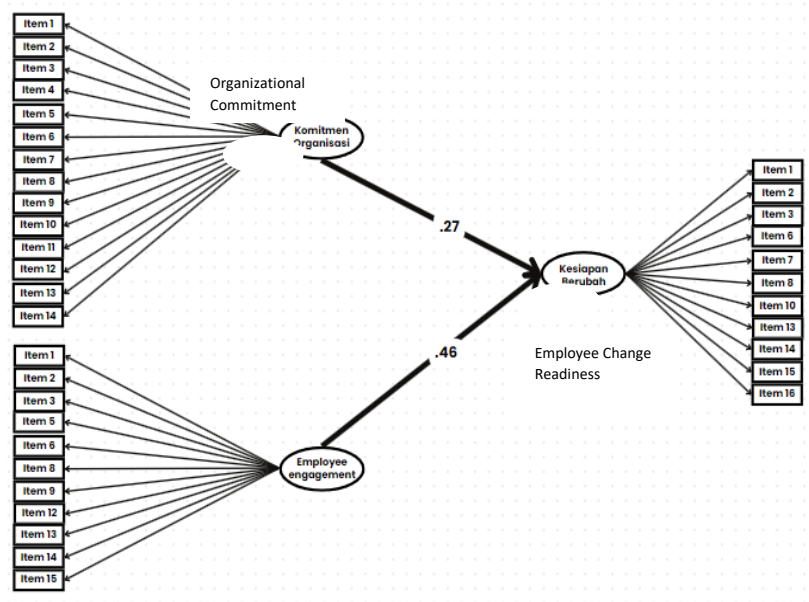 Item 1
Item 2
Item 3
Item 4
Item 5
Item 6
Item 7
Item 8
Item 9
Item 10
Item 11
Item 12
Item 13
Item 14
Organizational
Commitment
Komitmen
Organisasi
.27
Item 1
Item 2
Item 3
Item 5
Item 6
Item 8
Item 9
Item 12
Item 13
Item 14
Item 15
Employee
engagement
.46
Kesiapan
Berubah
Employee Change
Readiness
Item 1
Item 2
Item 3
Item 6
Item 7
Item 8
Item 10
Item 13
Item 14
Item 15
Item 16